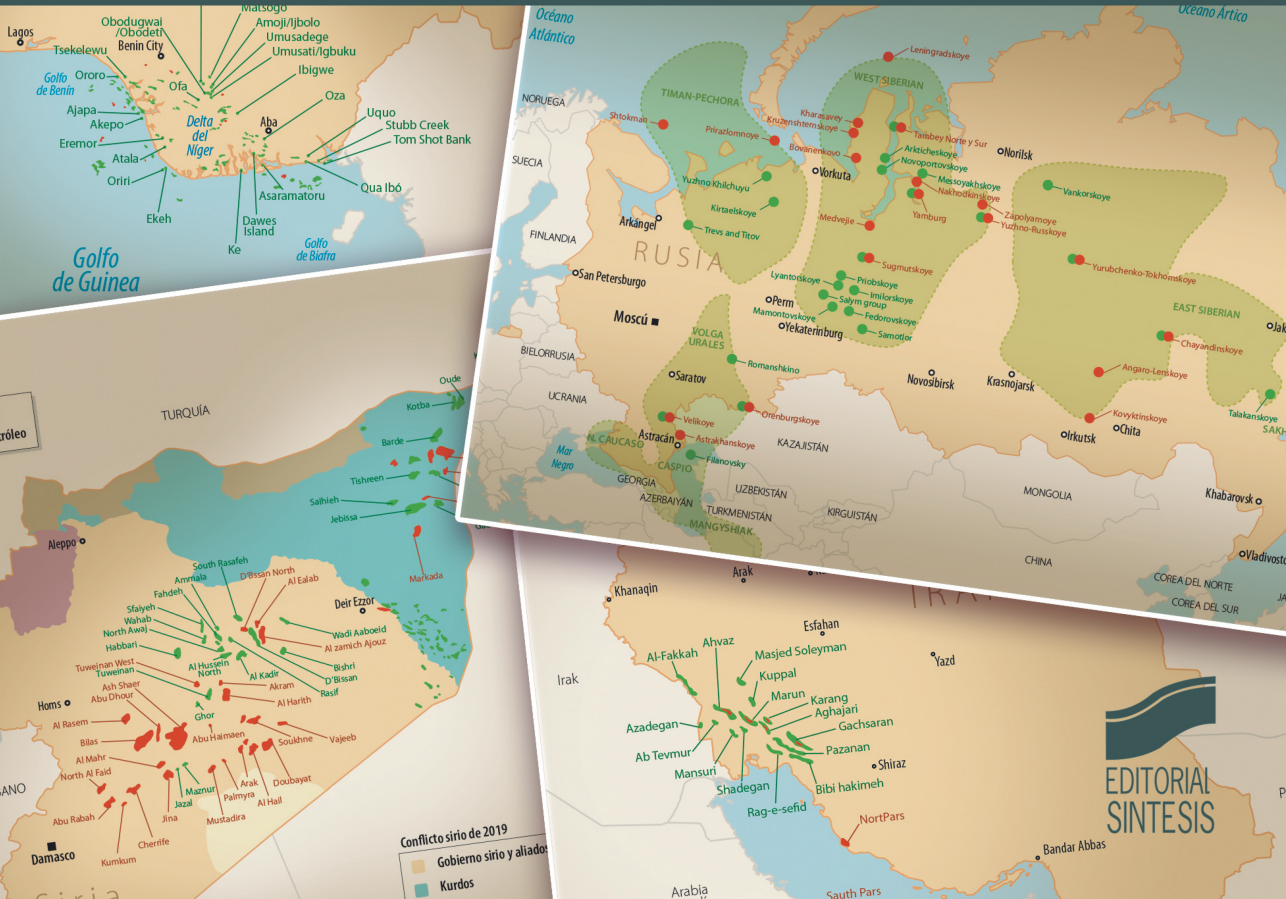 Lagos
Obodugwai
/Obodeti
Benin City
Tsekelewu
Matsogo
Amoji/Ijbolo
Umusadege
Umusati/Igbuku
Ibigwe
Golfo
de Benín
Ororo
Ofa
Oza
Ajapa
Akepo
Delta
del
Níger
Aba
Uquo
Stubb Creek
Tom Shot Bank
Eremor
Atala
Oriri
Qua Ibó
Asaramatoru
Ekeh
Dawes
Island
Ke
Golfo
de Biafra
Golfo
de Guinea
Océano
Atlántico
Océano Ártico
Leningradskoye
WEST SIBERIAN
TIMAN-PECHORA
NORUEGA
Shtokman
Prirazlomnoye
Kharasavey
Kruzenshternskoye
Bovanenkovo
Tambey Norte y Sur
Arkticheskoye
Novoportovskoye
Norilsk
SUECIA
Vorkuta
Messoyakhskoye
Nakhodkinskoye
Yuzhno Khilchuyu
Kirtaelskoye
Vankorskoye
Zapolyarnoye
Yuzhno-Russkoye
Yamburg
Medvejie
Arkángel
Trevs and Titov
FINLANDIA
RUSIA
Sugmutskoye
Yurubchenko-Tokhomskoye
San Petersburgo
Lyantorskoye
Priobskoye
Imilorskoye
Salym group
Mamontovskoye
Fedorovskoye
Samotlor
Perm
Yekaterinburg
EAST SIBERIAN
Moscú
VOLGA
URALES
Chayandinskoye
BIELORRUSIA
Romanshkino
Angaro-Lenskoye
Saratov
Novosibirsk
Krasnojarsk
Talakanskoye
UCRANIA
Orenburgskoye
Velikoye
Kovyktinskoye
Irkutsk
Chita
N. CAUCASO
Astracán
Astrakhanskoye
KAZAJISTÁN
Mar
Negro
Filanovsky
CASPIO
GEORGIA
AZERBAIYÁN
UZBEKISTÁN
TURKMENISTÁN
KIRGUISTÁN
MONGOLIA
Khabarovsk
MANGYSHIAK
CHINA
COREA DEL NORTE
COREA DEL SUR
TURQUÍA
Oude
Kotba
Barde
Tishreen
Salhieh
Jebissa
Markada
Aleppo
South Rasafeh
Ammala
D'Bssan North
Al Ealab
Fahdeh
Sfaiyeh
Wahab
North Awaj
Habbari
Deir Ezzor
Wadi Aaboeid
Al zamich Ajouz
Tuweinan West
Tuweinan
Al Hussein
North
Al Kadir
Bishri
D'Bissan
Rasif
Ash Shaer
Abu Dhour
Akram
Al Harith
Homs
Ghor
Al Rasem
Bilas
Abu Haimaen
Soukhne
Vajeeb
Al Mahr
North Al Faid
Maznur
Jazal
Arak
Doubayat
Palmyra
Al Hail
Abu Rabah
Jina
Mustadira
Cherrife
Kumkum
Damasco
Siria
Conflicto sirio de 2019
Gobierno sirio y aliados
Kurdos
Khanaqin
Arak
Esfahan
Yazd
Irak
Al-Fakkah
Ahvaz
Masjed Soleyman
Kuppal
Marun
Karang
Aghajari
Gachsaran
Azadegan
Ab Tevmur
Pazanan
Mansuri
Shiraz
Shadegan
Bibi hakimeh
Rag-e-sefid
NortPars
Bandar Abbas
Arabia
South Pars
EDITORIAL
SINTESIS